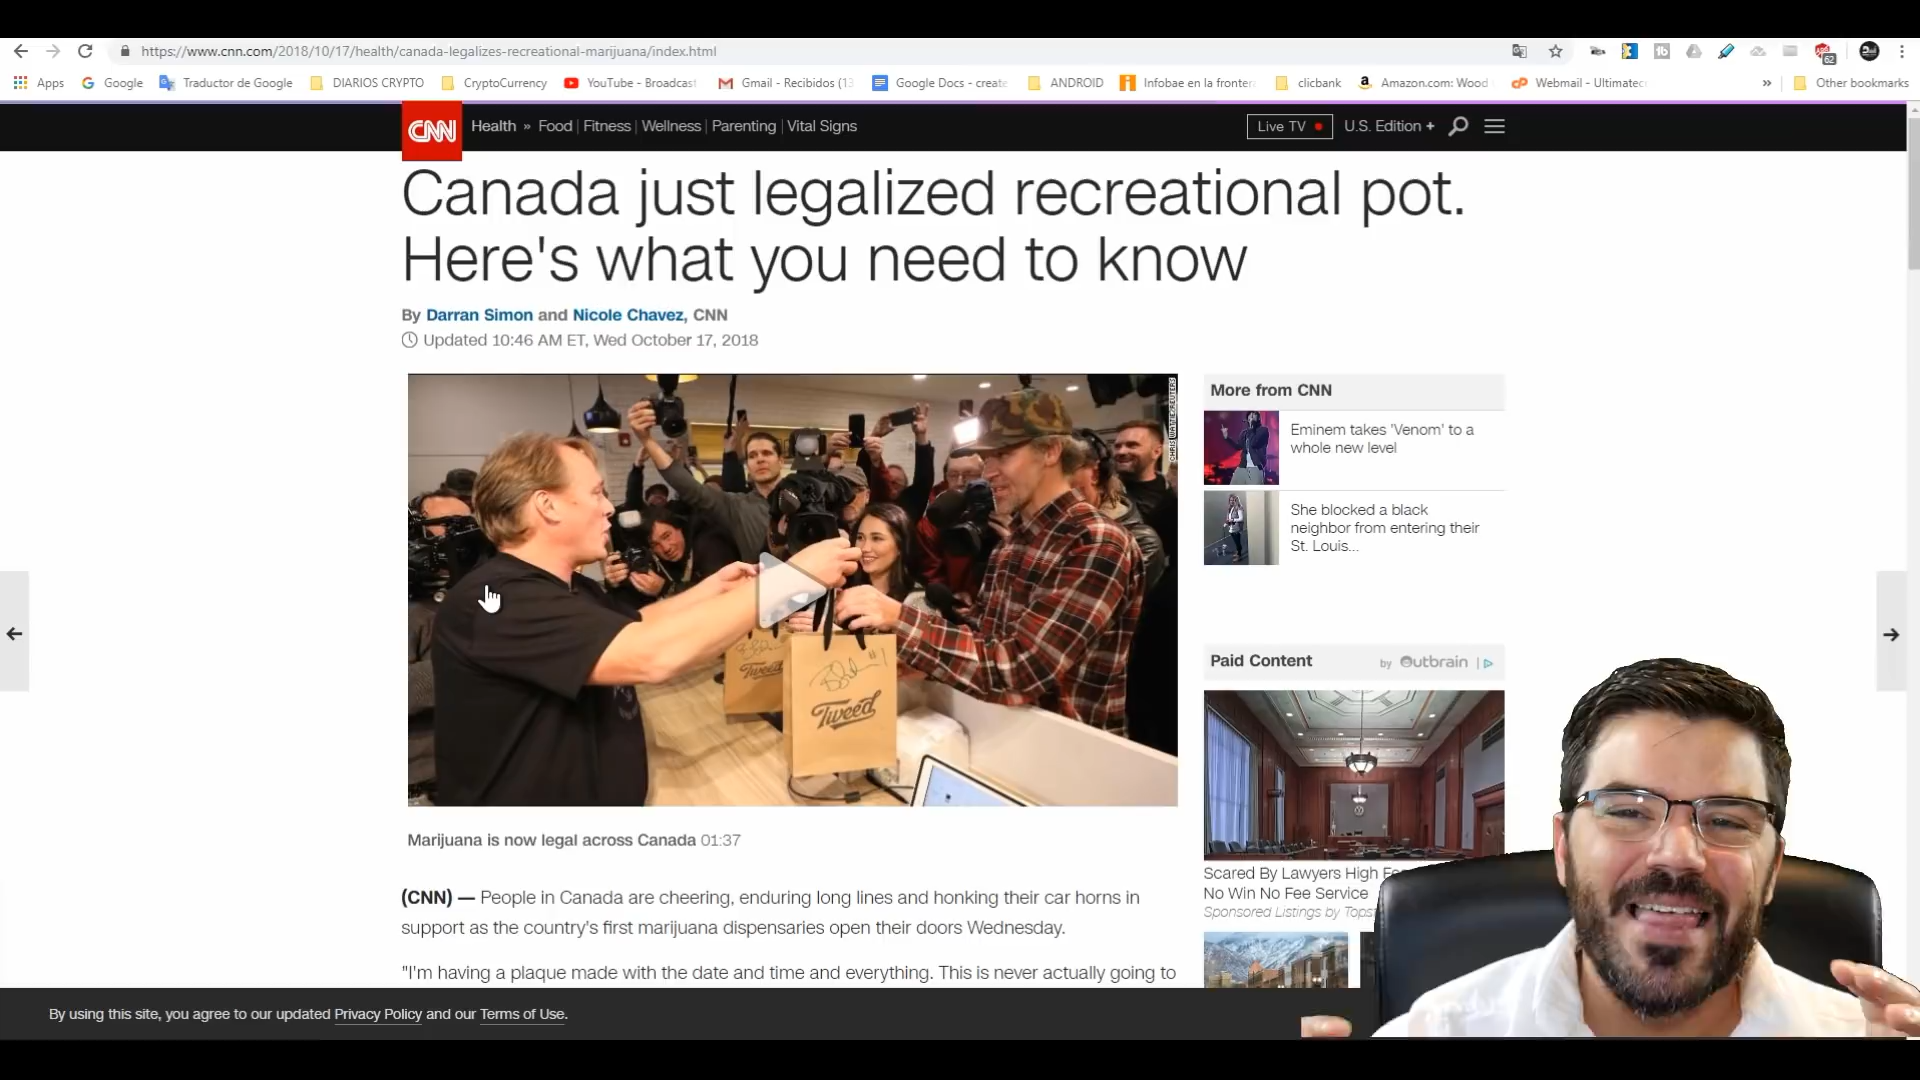 https://www.cnn.com/2018/10/17/health/canada-legalizes-recreational-marijuana/index.html
62
Apps Google Traductor de Google DIARIOS CRYPTO CryptoCurrency YouTube - Broadcast Gmail - Recibidos (13 Google Docs - create ANDROID Infobae en la fronter clicbank Amazon.com: Wood Webmail - Ultimatec » Other bookmarks
CNN Health » Food | Fitness | Wellness | Parenting | Vital Signs Live TV U.S. Edition +
Canada just legalized recreational pot.
Here's what you need to know
By Darran Simon and Nicole Chavez, CNN
Updated 10:46 AM ET, Wed October 17, 2018
CHRIS WATTIE/REUTERS
Tweed
Tweed
Marijuana is now legal across Canada 01:37
(CNN) — People in Canada are cheering, enduring long lines and honking their car horns in
support as the country's first marijuana dispensaries open their doors Wednesday.
"I'm having a plaque made with the date and time and everything. This is never actually going to
More from CNN
Eminem takes 'Venom' to a
whole new level
She blocked a black
neighbor from entering their
St. Louis...
Paid Content by Outbrain |
Scared By Lawyers High Fe
No Win No Fee Service
Sponsored Listings by Tops
By using this site, you agree to our updated Privacy Policy and our Terms of Use.